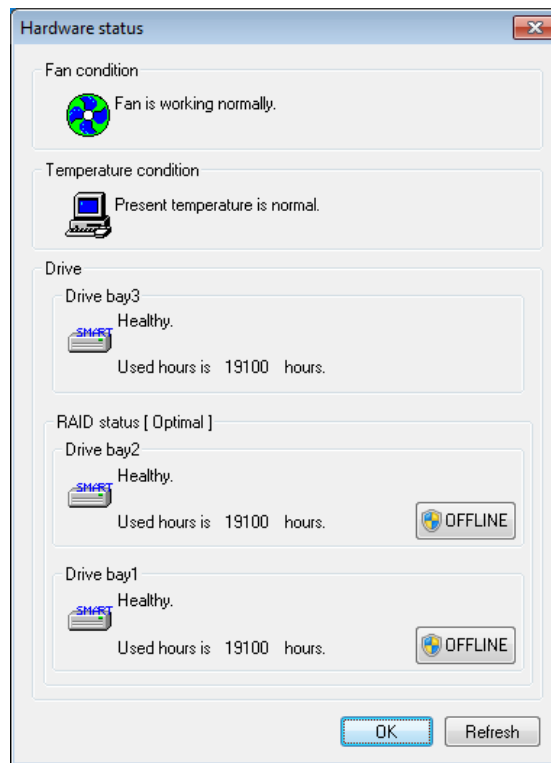 Hardware status
Fan condition
Fan is working normally.
Temperature condition
Present temperature is normal.
Drive
Drive bay3
SMART
Healthy.
Used hours is 19100 hours.
RAID status [ Optimal ]
Drive bay2
SMART
Healthy.
Used hours is 19100 hours.
OFFLINE
Drive bay1
SMART
Healthy.
Used hours is 19100 hours.
OFFLINE
OK
Refresh